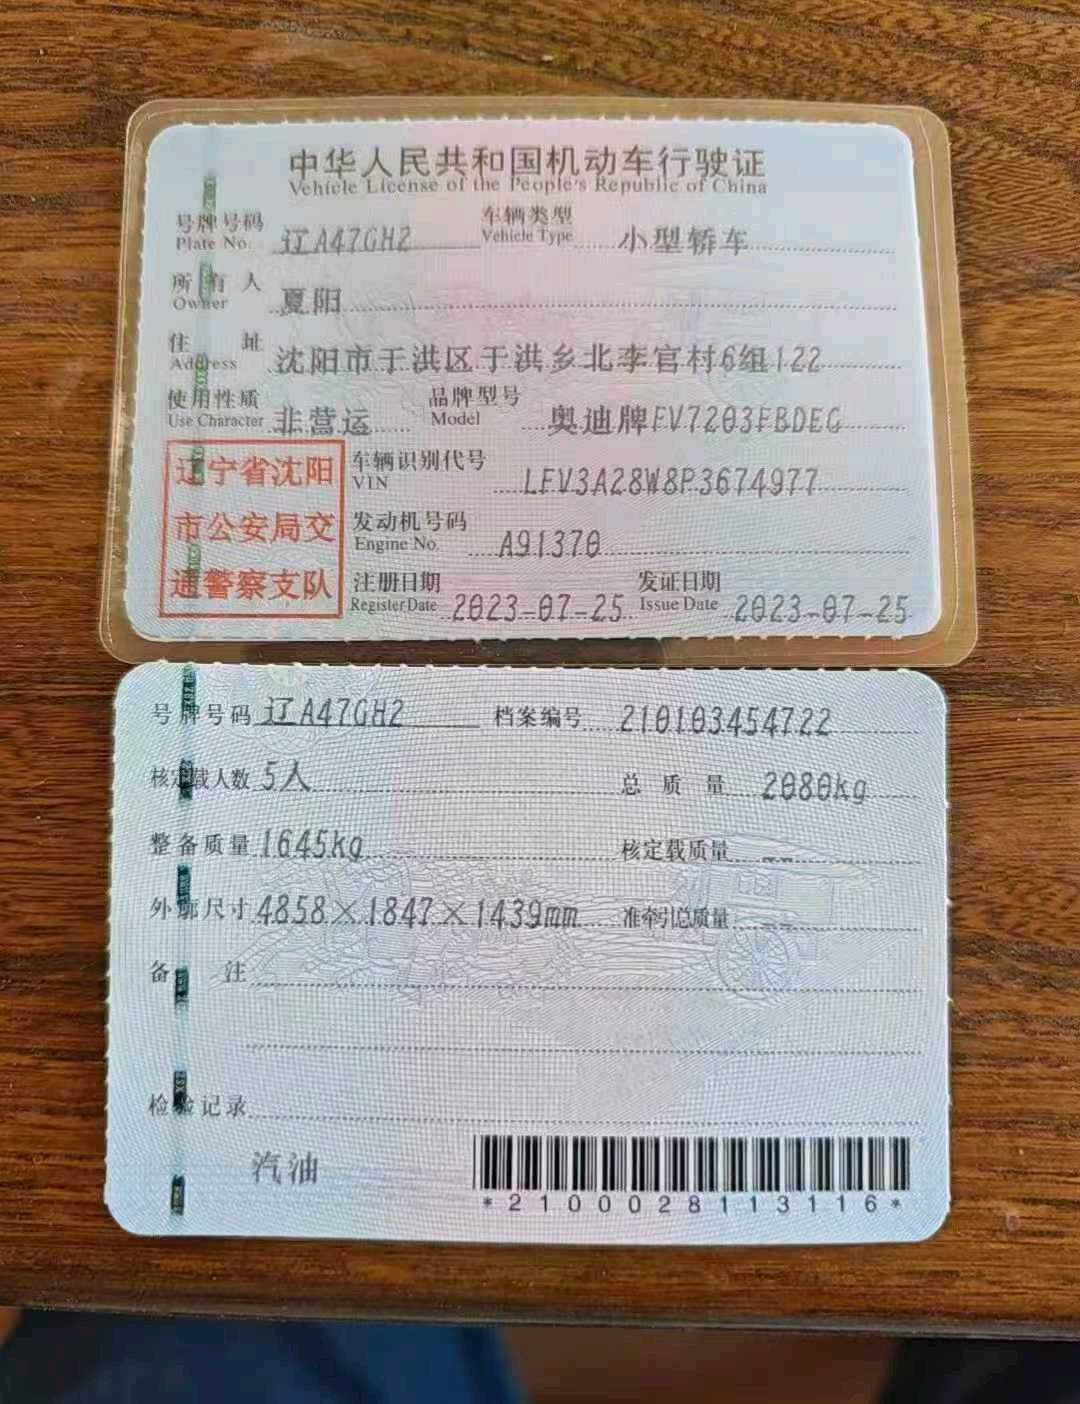 中华人民共和国机动车行驶证
Vehicle License of the People's Republic of China
号牌号码 辽A47GH2 车辆类型 小型轿车
Plate No. Vehicle Type
所有人 夏阳
Owner
住址 沈阳市于洪区于洪乡北李官村6组122
Address
使用性质 非营运 品牌型号 奥迪牌FV7203FBDEG
Use Character Model
辽宁省沈阳
市公安局交
通警察支队
车辆识别代号 LFV3A28W8P3674977
VIN
发动机号码 A91370
Engine No.
注册日期 2023-07-25 发证日期 2023-07-25
Register Date Issue Date
号牌号码 辽A47GH2 档案编号 210103454722
核定载人数 5人 总质量 2080kg
整备质量 1645kg 核定载质量 --
外廓尺寸 4858×1847×1439mm 准牵引总质量 --
备注
检验记录
汽油
*2100028113116*